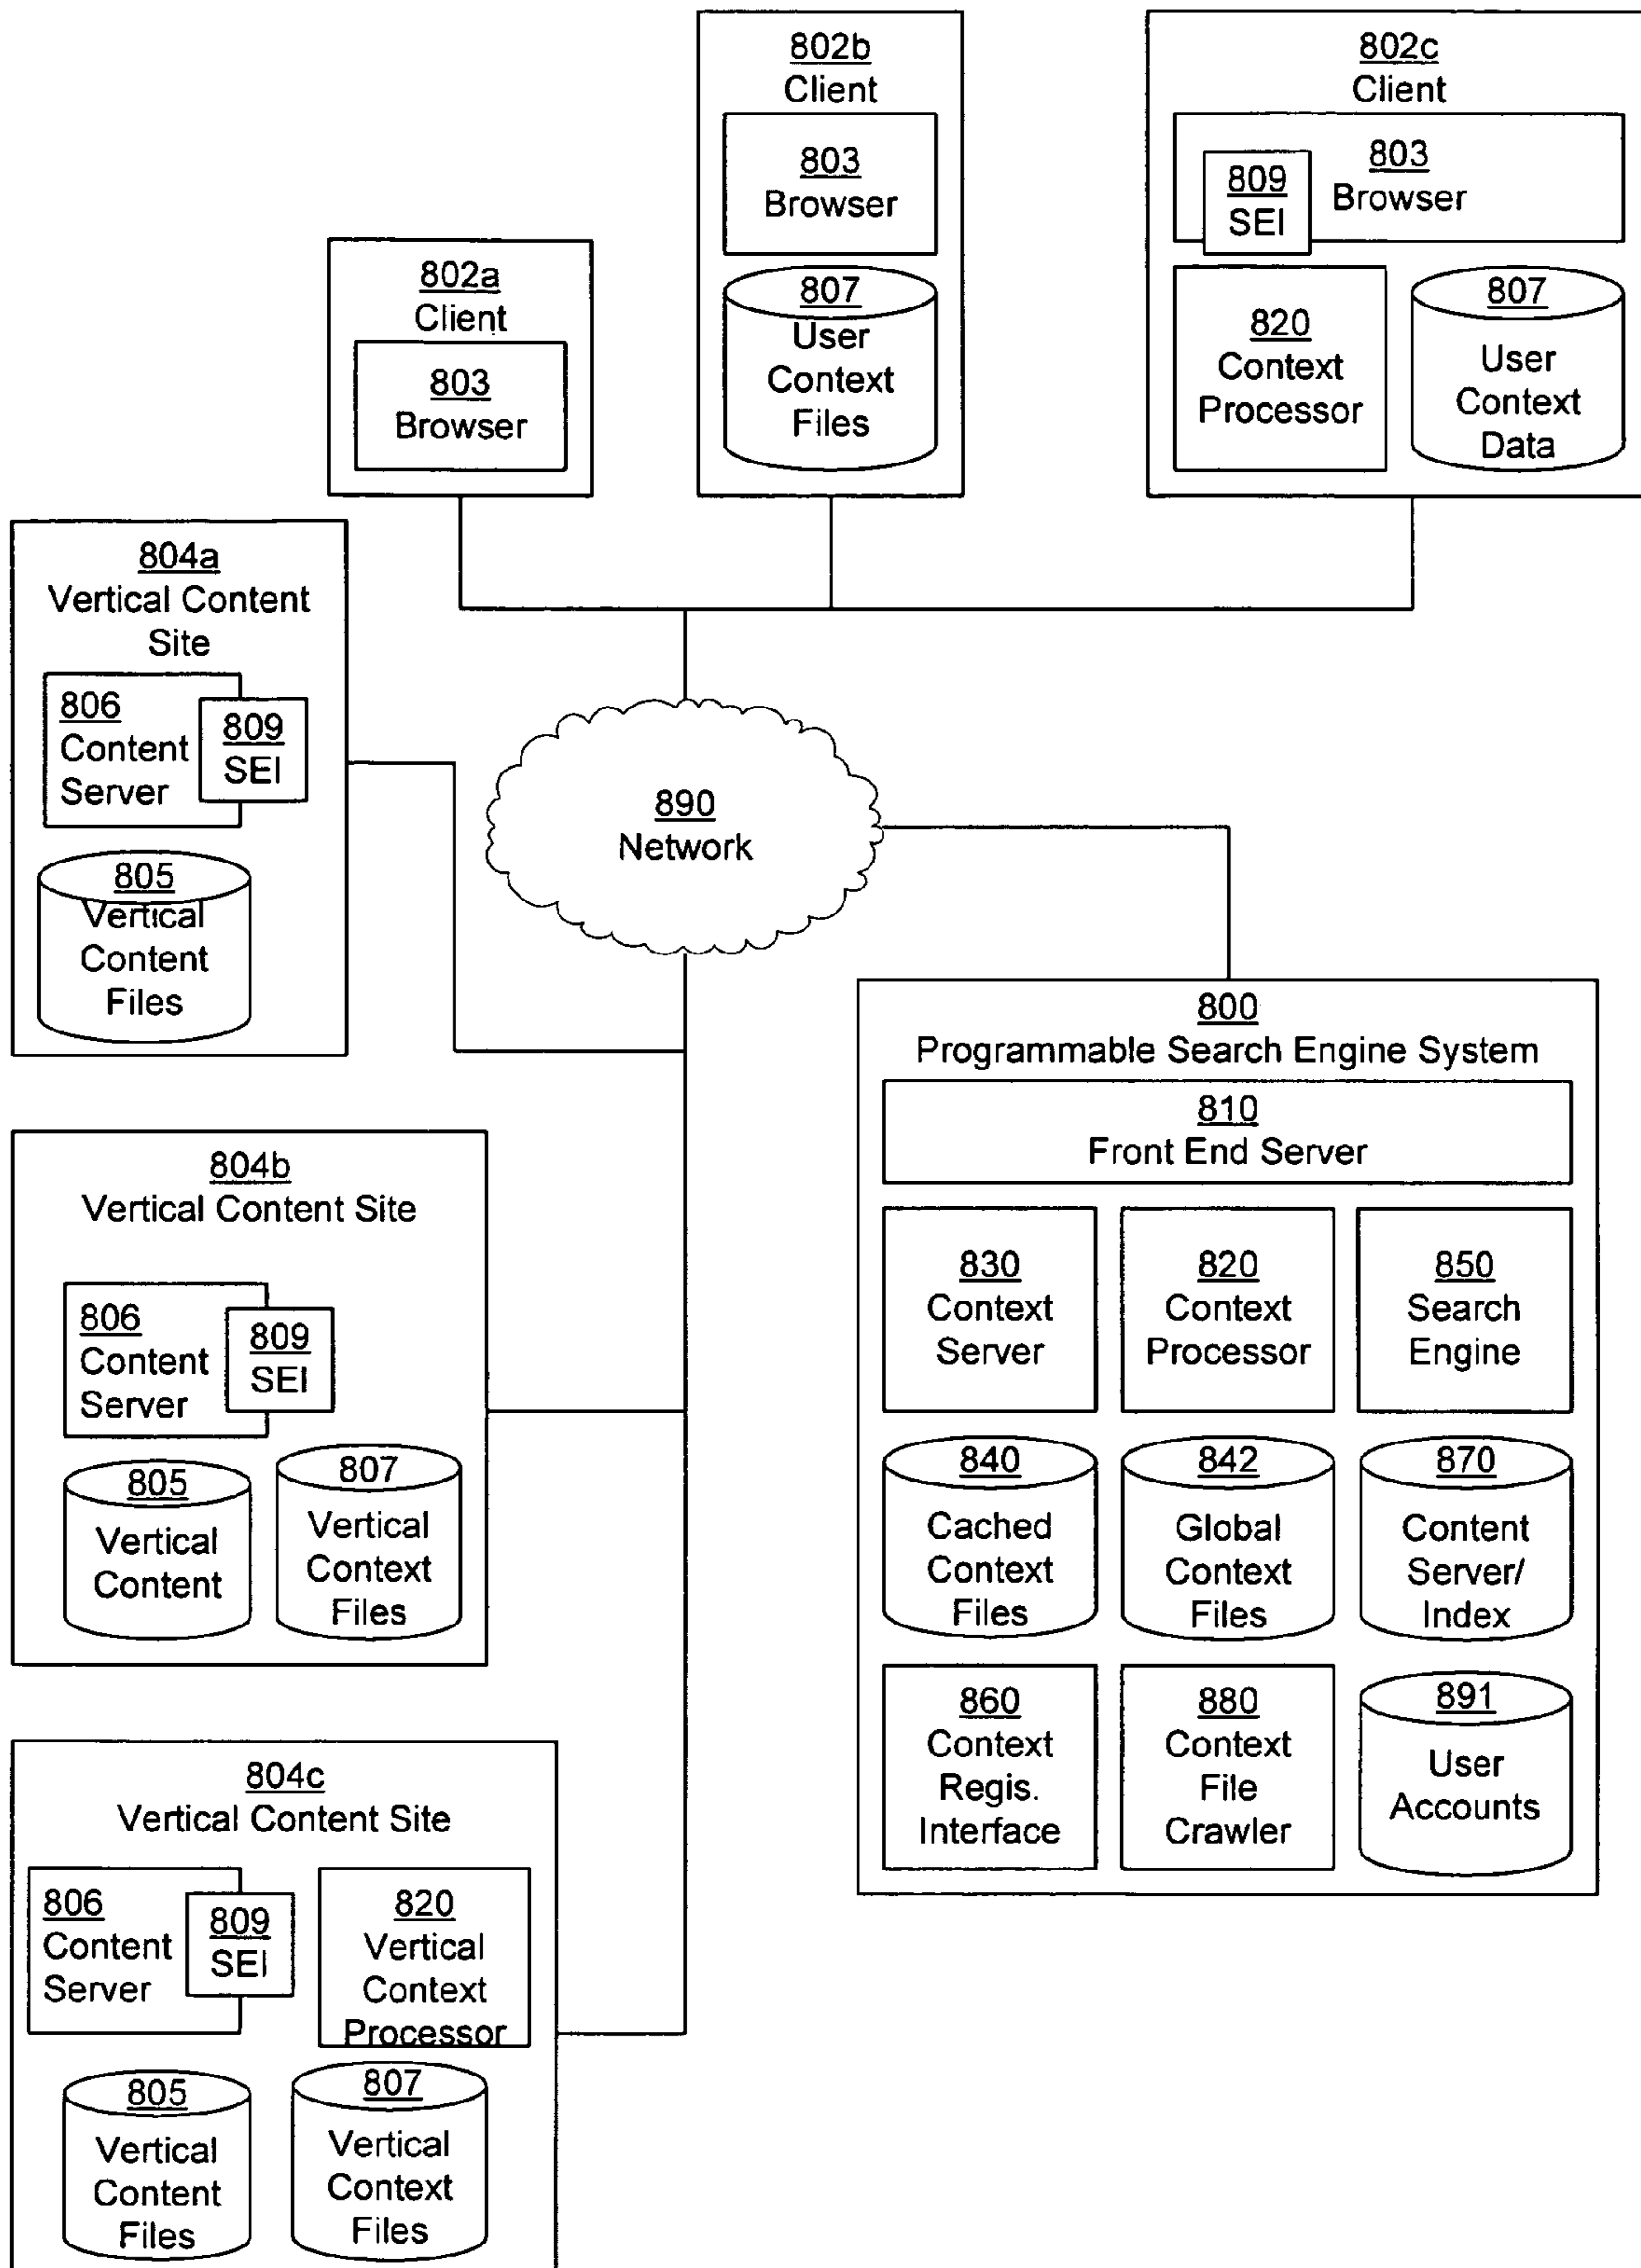 802b
Client
803
Browser
807
User
Context
Files
802c
Client
803
Browser
809
SEI
820
Context
Processor
807
User
Context
Data
802a
Client
803
Browser
804a
Vertical Content
Site
806
Content
Server
809
SEI
805
Vertical
Content
Files
890
Network
800
Programmable Search Engine System
810
Front End Server
830
Context
Server
820
Context
Processor
850
Search
Engine
840
Cached
Context
Files
842
Global
Context
Files
870
Content
Server/
Index
860
Context
Regis.
Interface
880
Context
File
Crawler
891
User
Accounts
804b
Vertical Content Site
806
Content
Server
809
SEI
805
Vertical
Content
807
Vertical
Context
Files
804c
Vertical Content Site
806
Content
Server
809
SEI
820
Vertical
Context
Processor
805
Vertical
Content
Files
807
Vertical
Context
Files